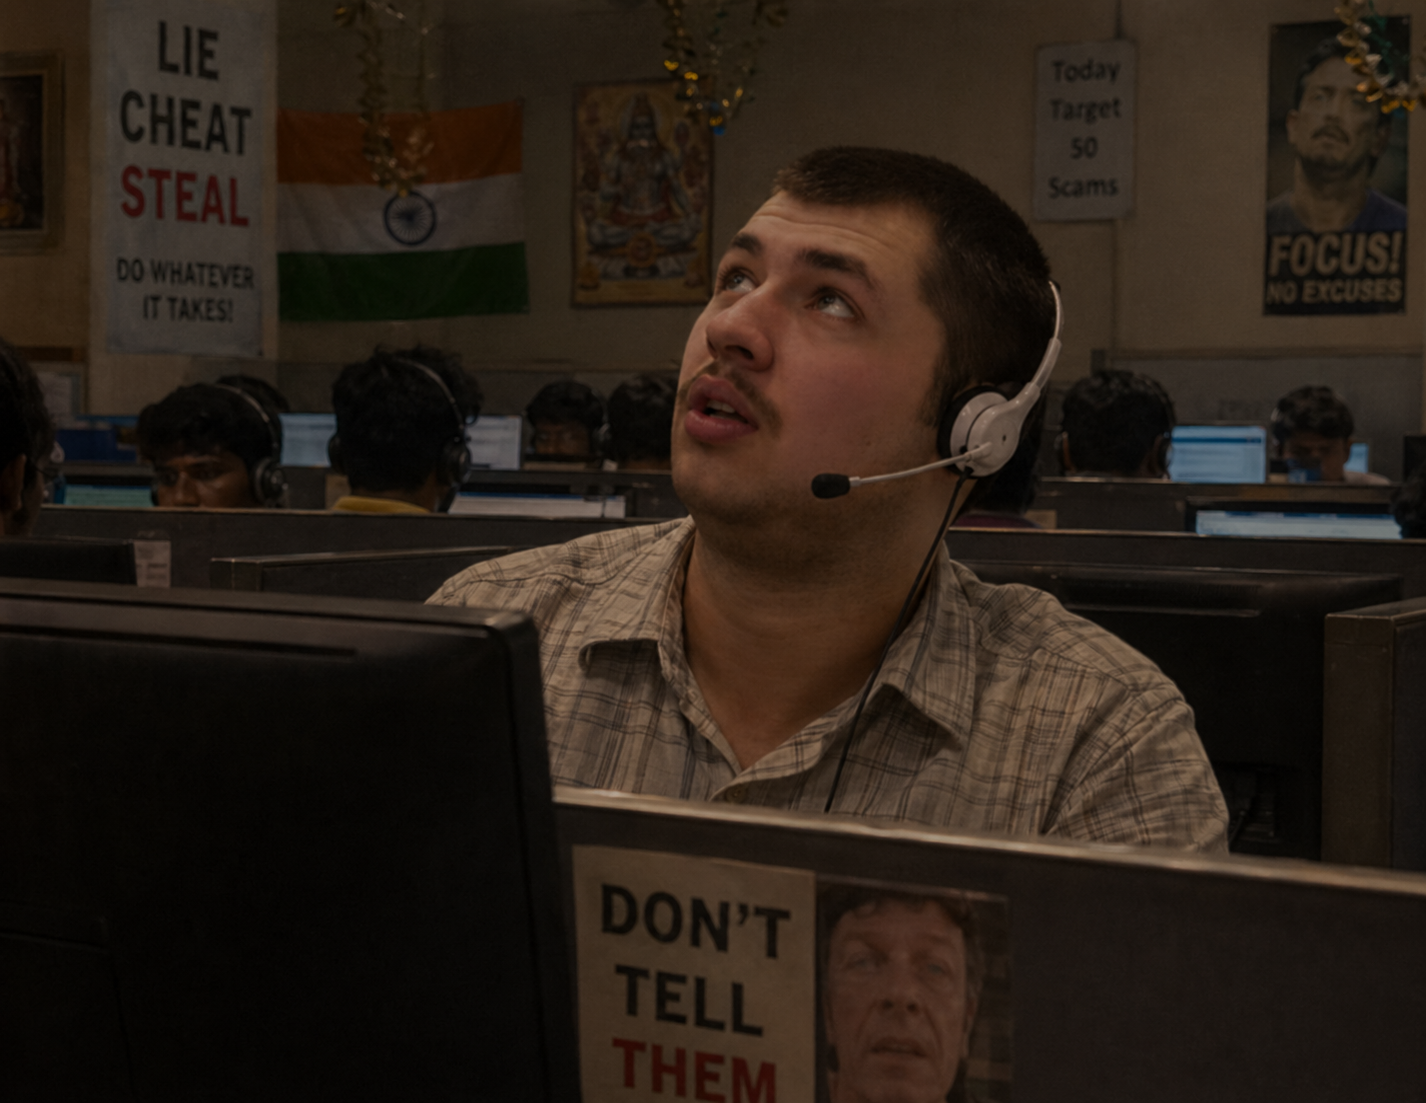 LIE
CHEAT
STEAL
DO WHATEVER
IT TAKES!
Today
Target
50
Scams
FOCUS!
NO EXCUSES
DON'T
TELL
THEM